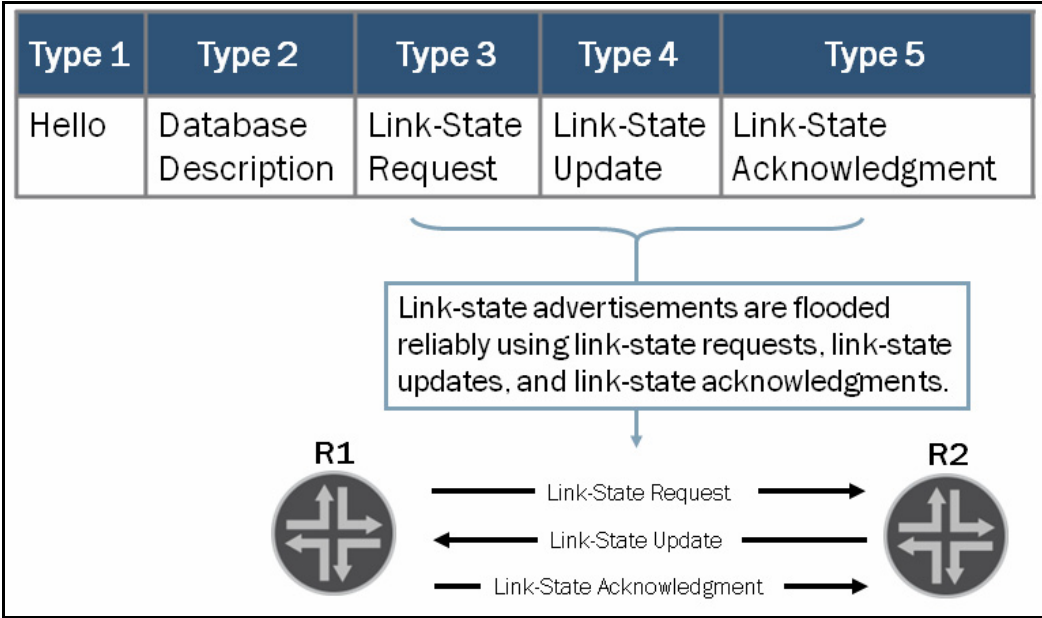 Type 1 Type 2 Type 3 Type 4 Type 5
Hello Database Link-State Link-State Link-State
Description Request Update Acknowledgment
Link-state advertisements are flooded
reliably using link-state requests, link-state
updates, and link-state acknowledgments.
R1 R2
Link-State Request
Link-State Update
Link-State Acknowledgment